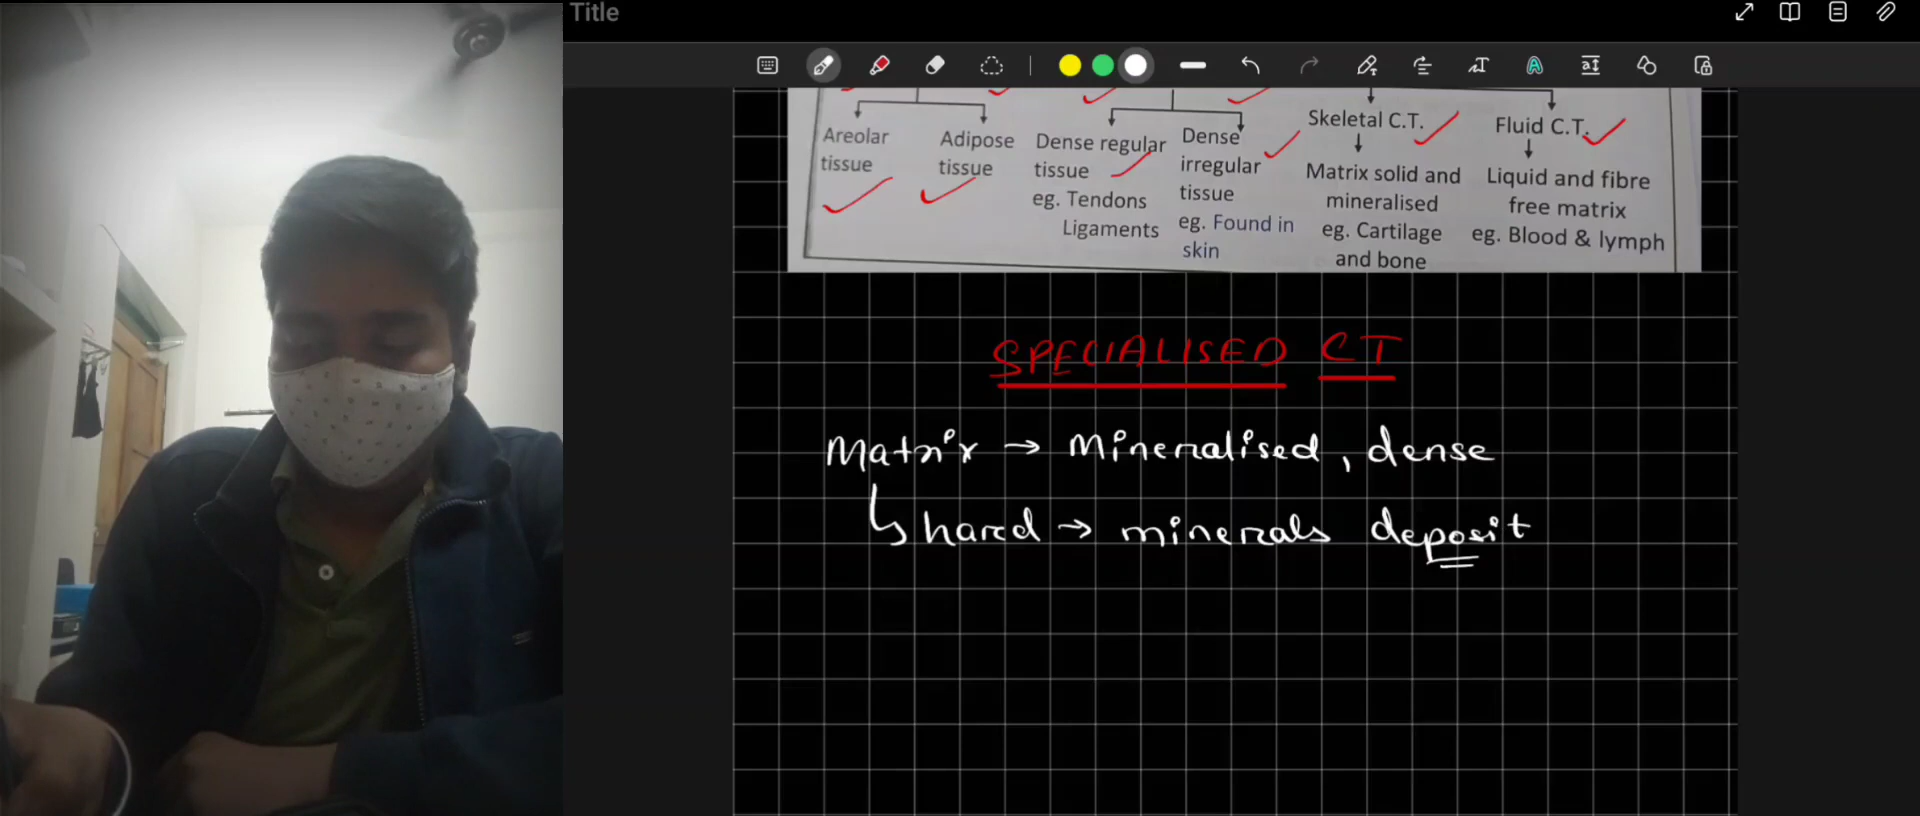 Title
Areolar tissue
Adipose tissue
Dense regular tissue
eg. Tendons
Ligaments
Dense irregular tissue
eg. Found in skin
Skeletal C.T.
Matrix solid and mineralised
eg. Cartilage and bone
Fluid C.T.
Liquid and fibre free matrix
eg. Blood & lymph
SPECIALISED CT
Matrix → Mineralised, dense
hard → minerals deposit